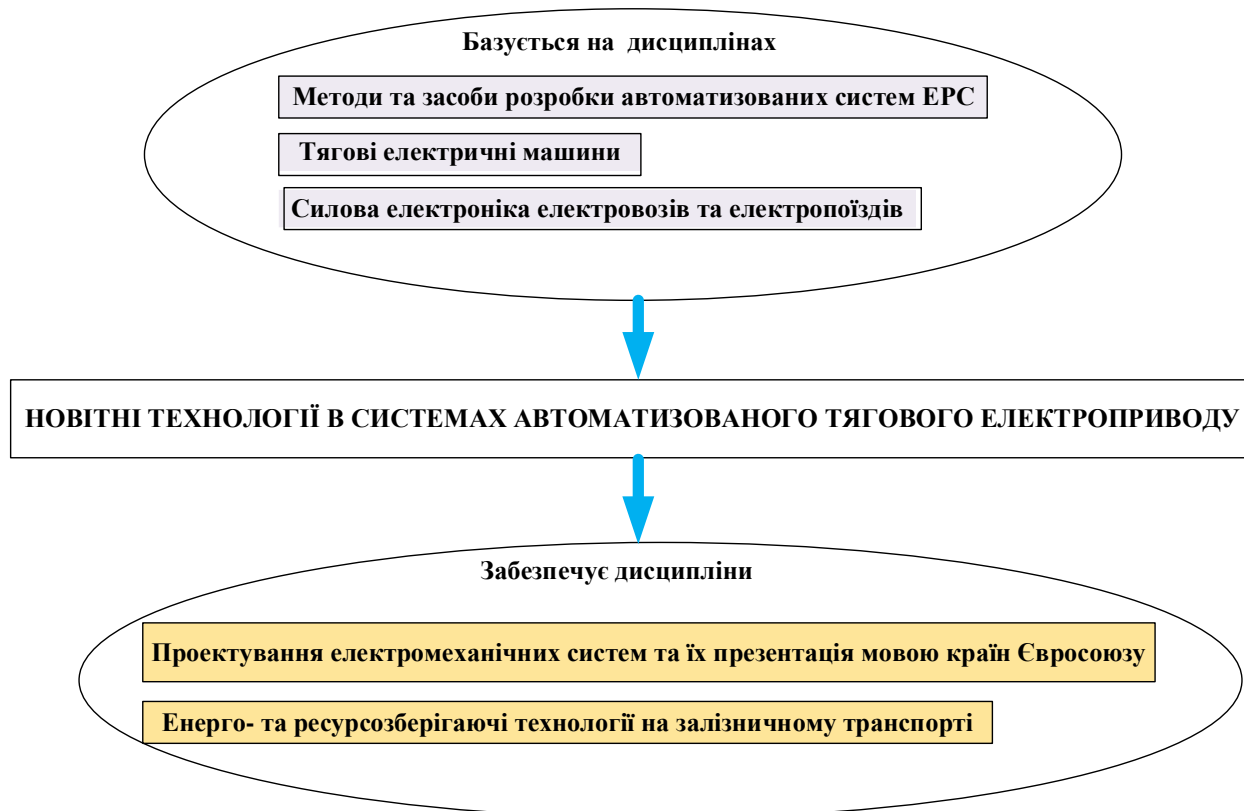 Базується на дисциплінах
Методи та засоби розробки автоматизованих систем ЕРС
Тягові електричні машини
Силова електроніка електровозів та електропоїздів
НОВІТНІ ТЕХНОЛОГІЇ В СИСТЕМАХ АВТОМАТИЗОВАНОГО ТЯГОВОГО ЕЛЕКТРОПРИВОДУ
Забезпечує дисципліни
Проектування електромеханічних систем та їх презентація мовою країн Євросоюзу
Енерго- та ресурсозберігаючі технології на залізничному транспорті